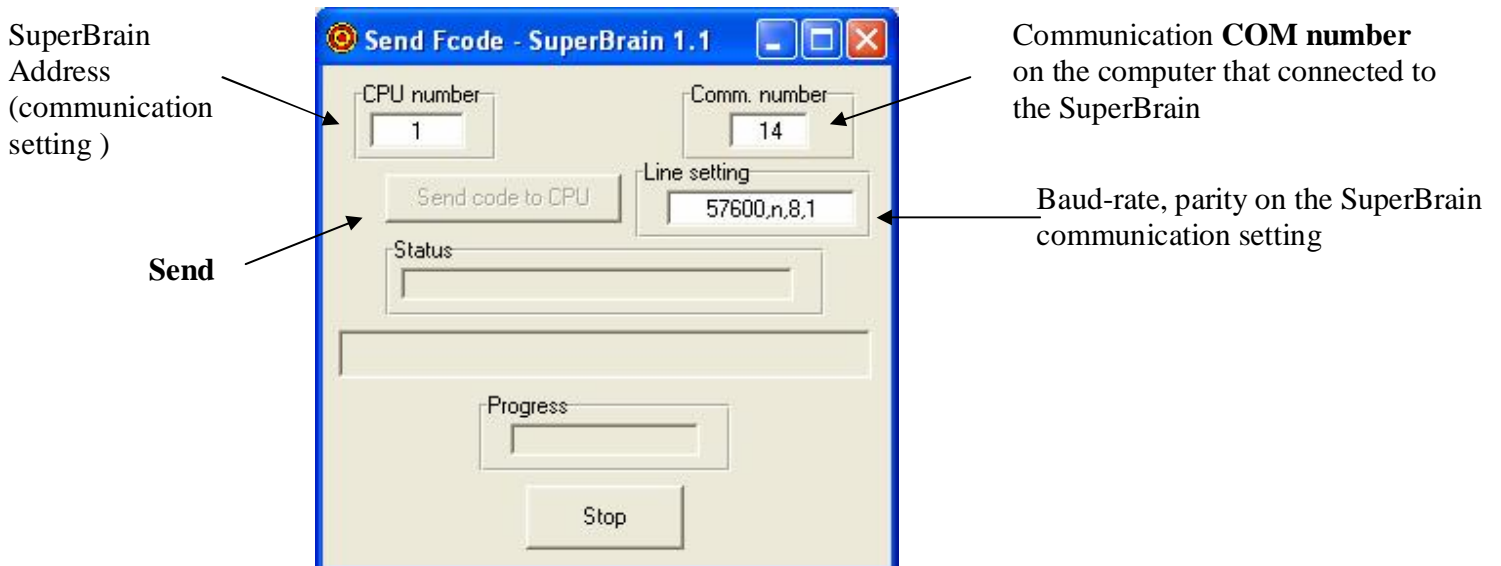 SuperBrain
Address
(communication
setting )
Send Fcode - SuperBrain 1.1
CPU number
1
Comm. number
14
Communication COM number
on the computer that connected to
the SuperBrain
Send code to CPU
Line setting
57600,n,8,1
Baud-rate, parity on the SuperBrain
communication setting
Send
Status
Progress
Stop